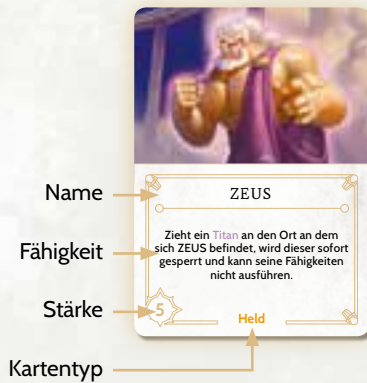 Name
ZEUS
Fähigkeit
Zieht ein Titan an den Ort an dem
sich ZEUS befindet, wird dieser sofort
gesperrt und kann seine Fähigkeiten
nicht ausführen.
Stärke
5
Kartentyp
Held